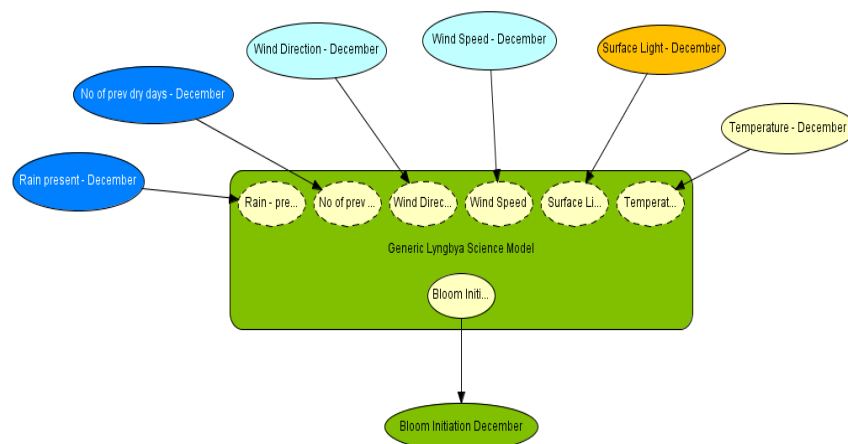 Wind Direction - December
Wind Speed - December
Surface Light - December
No of prev dry days - December
Temperature - December
Rain present - December
Rain - pre...
No of prev ...
Wind Direc...
Wind Speed
Surface Li...
Temperat...
Generic Lyngbya Science Model
Bloom Initi...
Bloom Initiation December